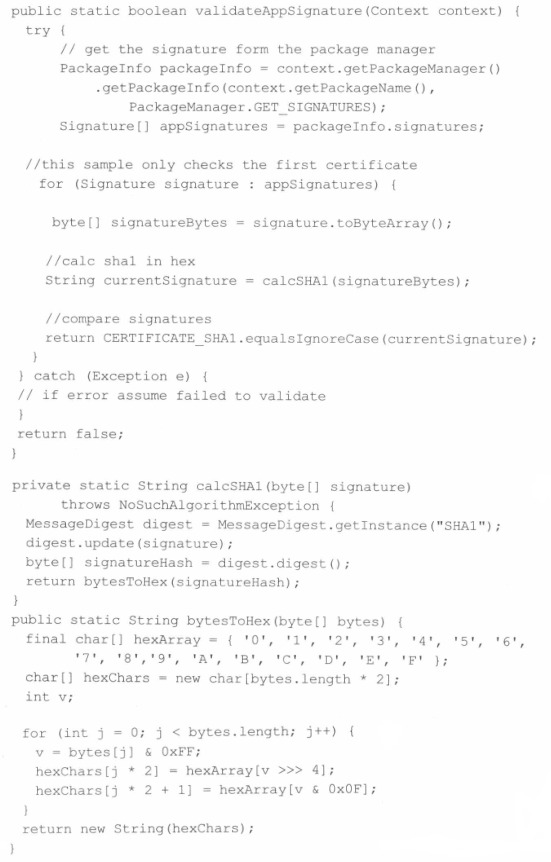 public static boolean validateAppSignature(Context context) {
try {
// get the signature form the package manager
PackageInfo packageInfo = context.getPackageManager()
.getPackageInfo(context.getPackageName(),
PackageManager.GET_SIGNATURES);
Signature[] appSignatures = packageInfo.signatures;
//this sample only checks the first certificate
for (Signature signature : appSignatures) {
byte[] signatureBytes = signature.toByteArray();
//calc sha1 in hex
String currentSignature = calcSHA1(signatureBytes);
//compare signatures
return CERTIFICATE_SHA1.equalsIgnoreCase(currentSignature);
}
} catch (Exception e) {
// if error assume failed to validate
}
return false;
}
private static String calcSHA1(byte[] signature)
throws NoSuchAlgorithmException {
MessageDigest digest = MessageDigest.getInstance("SHA1");
digest.update(signature);
byte[] signatureHash = digest.digest();
return bytesToHex(signatureHash);
}
public static String bytesToHex(byte[] bytes) {
final char[] hexArray = { '0', '1', '2', '3', '4', '5', '6',
'7', '8','9', 'A', 'B', 'C', 'D', 'E', 'F' };
char[] hexChars = new char[bytes.length * 2];
int v;
for (int j = 0; j < bytes.length; j++) {
v = bytes[j] & 0xFF;
hexChars[j * 2] = hexArray[v >>> 4];
hexChars[j * 2 + 1] = hexArray[v & 0x0F];
}
return new String(hexChars);
}